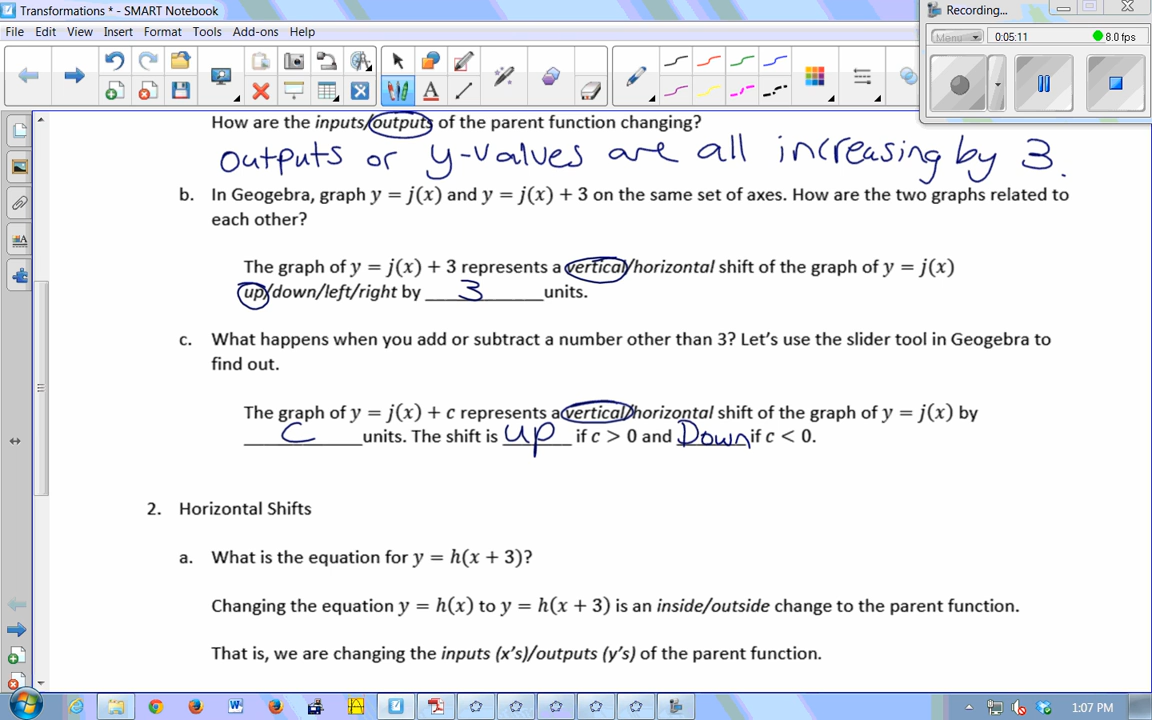 Transformations * - SMART Notebook
Recording...
File Edit View Insert Format Tools Add-ons Help
Menu 0:05:11 8.0 fps
How are the inputs/outputs of the parent function changing?
outputs or y-values are all increasing by 3.
b. In Geogebra, graph y = j(x) and y = j(x) + 3 on the same set of axes. How are the two graphs related to
each other?
The graph of y = j(x) + 3 represents a vertical/horizontal shift of the graph of y = j(x)
up/down/left/right by ____3____ units.
c. What happens when you add or subtract a number other than 3? Let's use the slider tool in Geogebra to
find out.
The graph of y = j(x) + c represents a vertical/horizontal shift of the graph of y = j(x) by
____c____ units. The shift is __up__ if c > 0 and __Down__ if c < 0.
2. Horizontal Shifts
a. What is the equation for y = h(x + 3)?
Changing the equation y = h(x) to y = h(x + 3) is an inside/outside change to the parent function.
That is, we are changing the inputs (x's)/outputs (y's) of the parent function.
1:07 PM